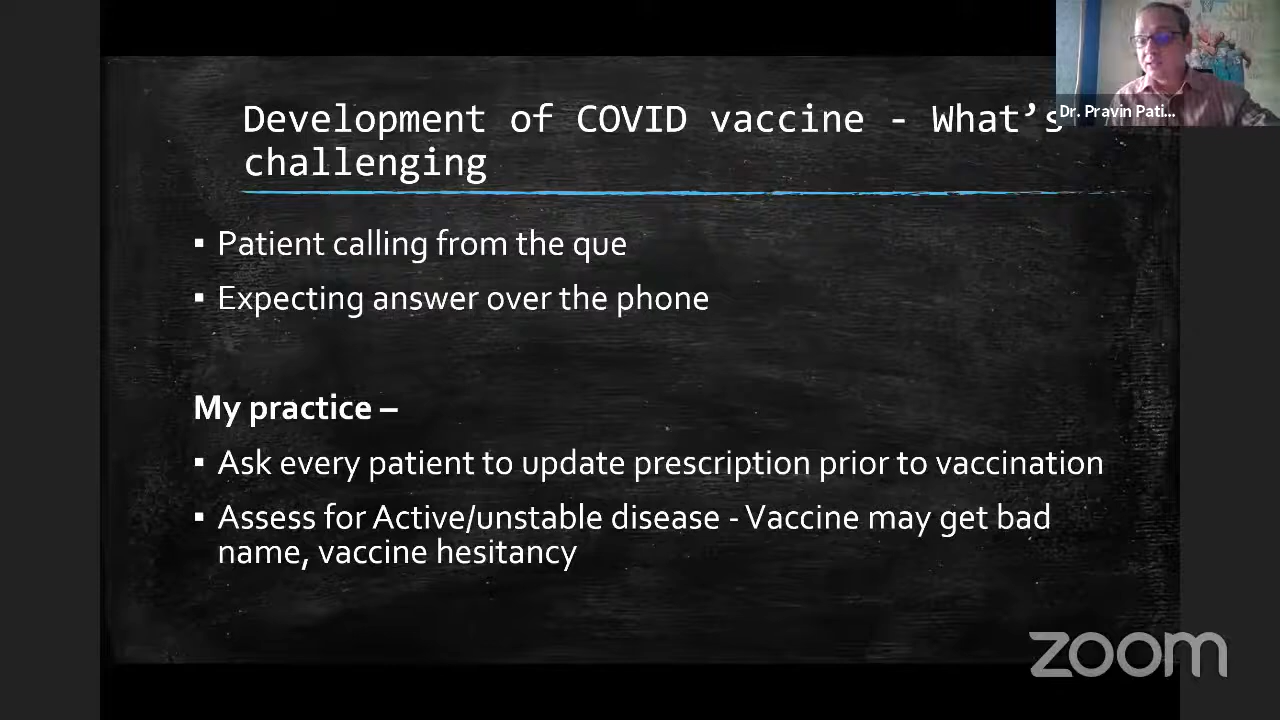 Development of COVID vaccine - What's
challenging
▪ Patient calling from the que
▪ Expecting answer over the phone
My practice –
▪ Ask every patient to update prescription prior to vaccination
▪ Assess for Active/unstable disease - Vaccine may get bad
name, vaccine hesitancy
Dr. Pravin Pati...
zoom